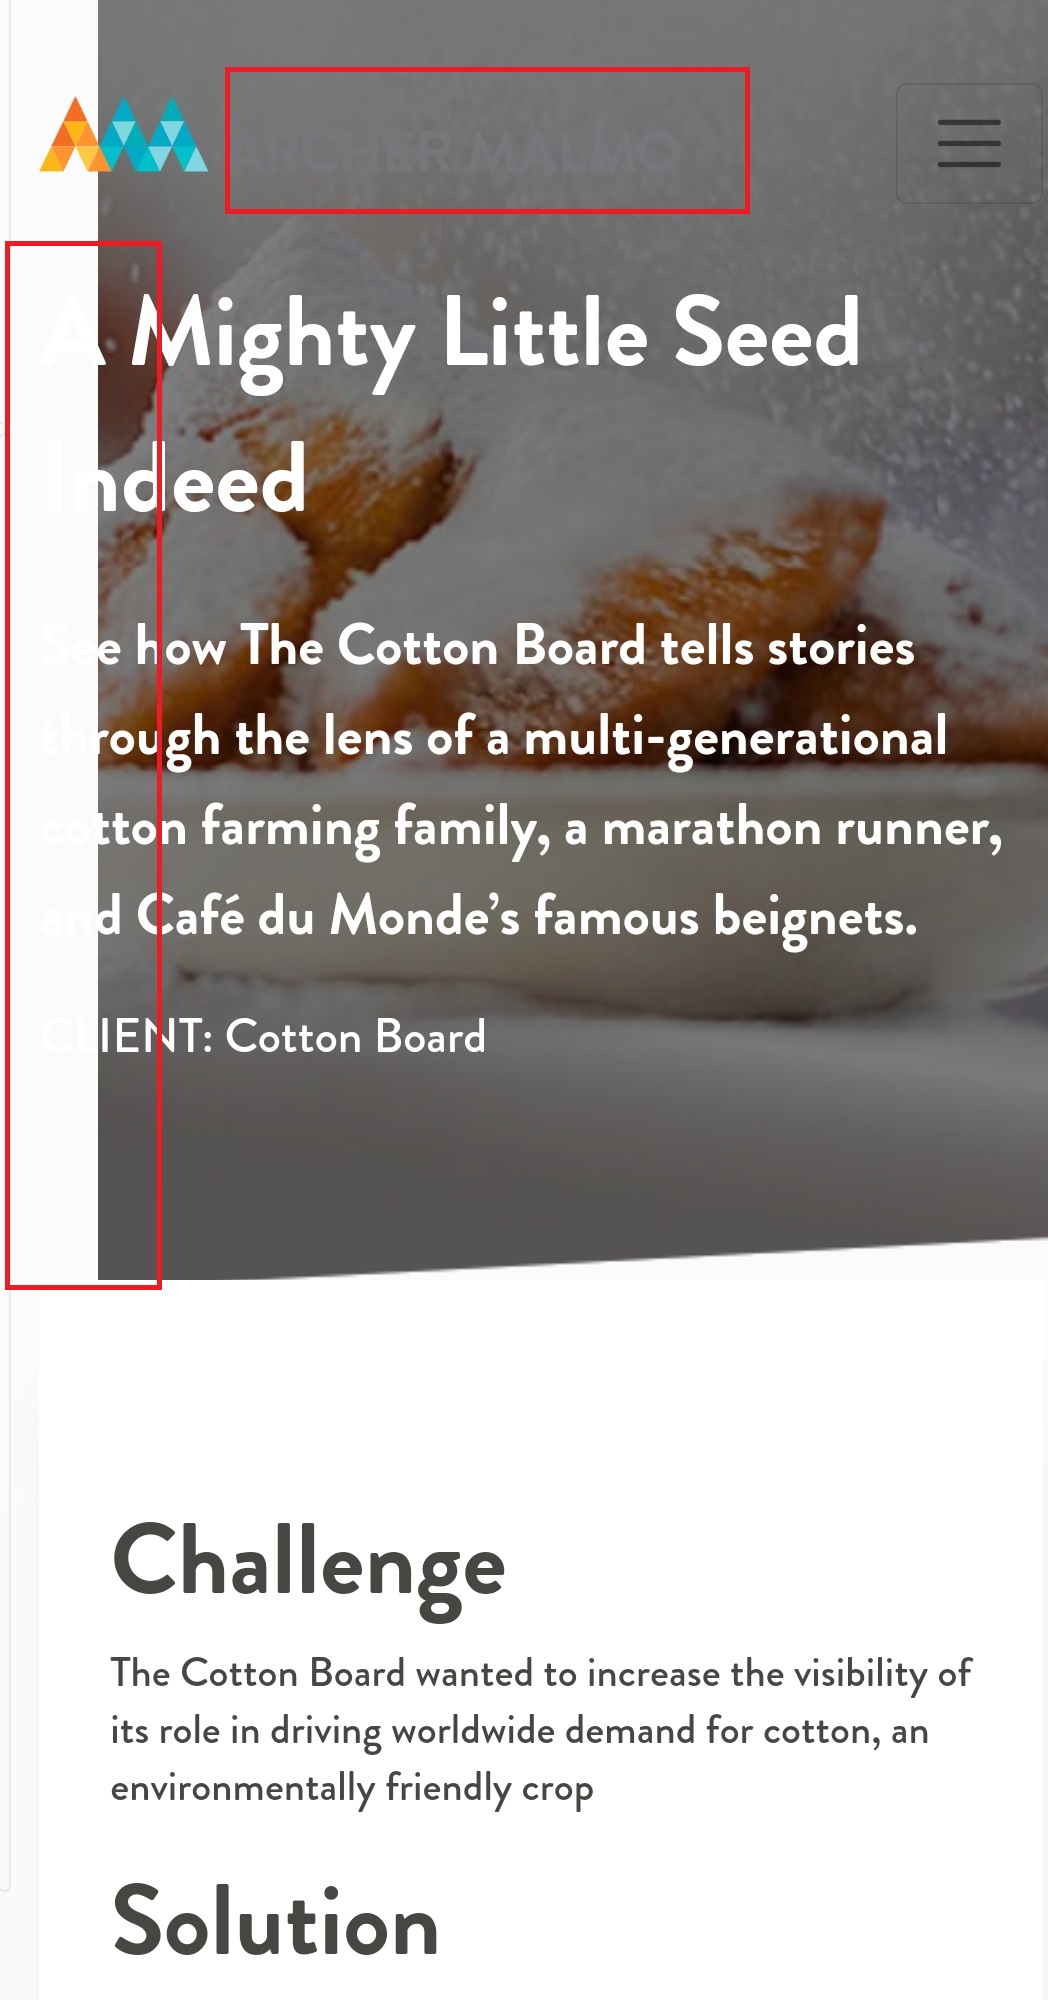 ARCHER MALMO
A Mighty Little Seed
Indeed
See how The Cotton Board tells stories
through the lens of a multi-generational
cotton farming family, a marathon runner,
and Café du Monde’s famous beignets.
CLIENT: Cotton Board
Challenge
The Cotton Board wanted to increase the visibility of
its role in driving worldwide demand for cotton, an
environmentally friendly crop
Solution